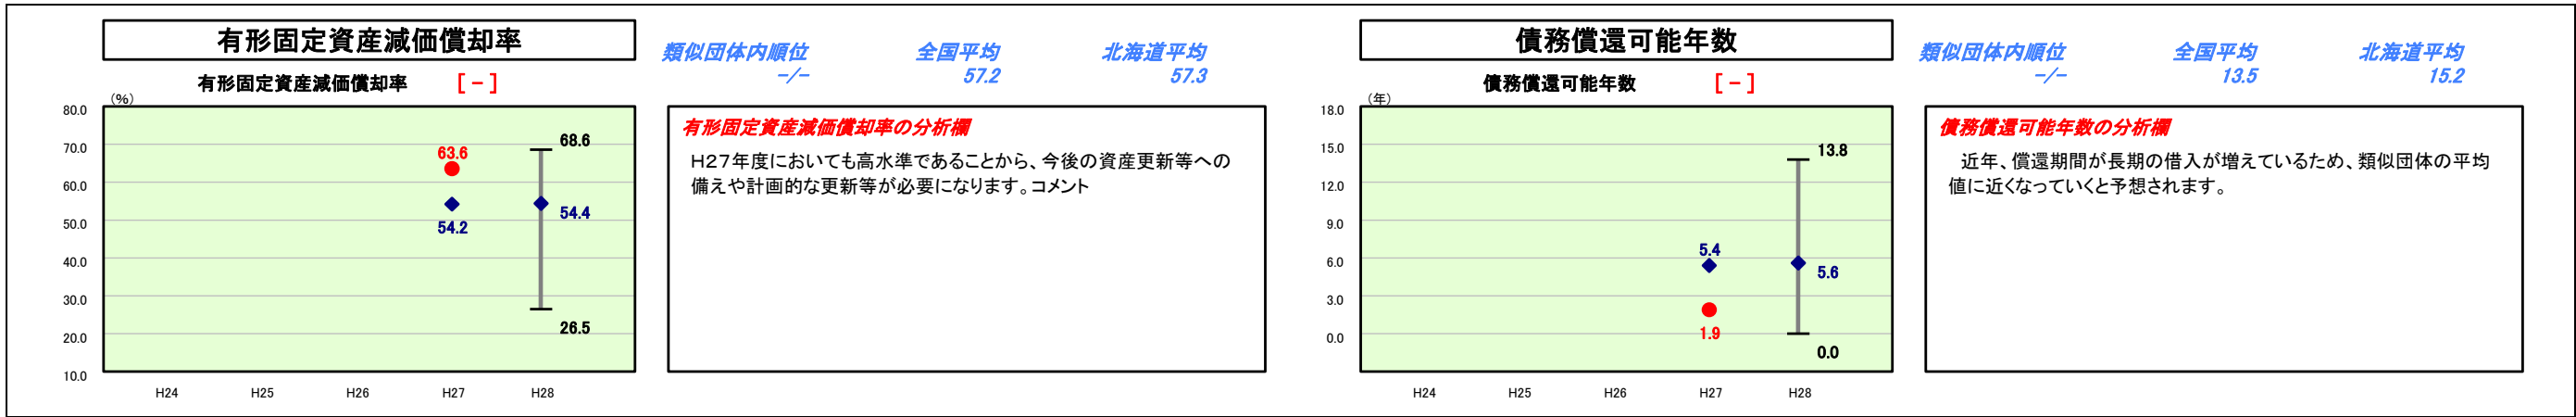 有形固定資産減価償却率
類似団体内順位 全国平均 北海道平均
-/- 57.2 57.3
有形固定資産減価償却率 [ - ]
(%)
80.0
70.0
60.0
50.0
40.0
30.0
20.0
10.0
63.6
54.2
68.6
54.4
26.5
H24 H25 H26 H27 H28
有形固定資産減価償却率の分析欄
H27年度においても高水準であることから、今後の資産更新等への
備えや計画的な更新等が必要になります。コメント
債務償還可能年数
類似団体内順位 全国平均 北海道平均
-/- 13.5 15.2
債務償還可能年数 [ - ]
(年)
18.0
15.0
12.0
9.0
6.0
3.0
0.0
5.4
1.9
13.8
5.6
0.0
H24 H25 H26 H27 H28
債務償還可能年数の分析欄
近年、償還期間が長期の借入が増えているため、類似団体の平均
値に近くなっていくと予想されます。